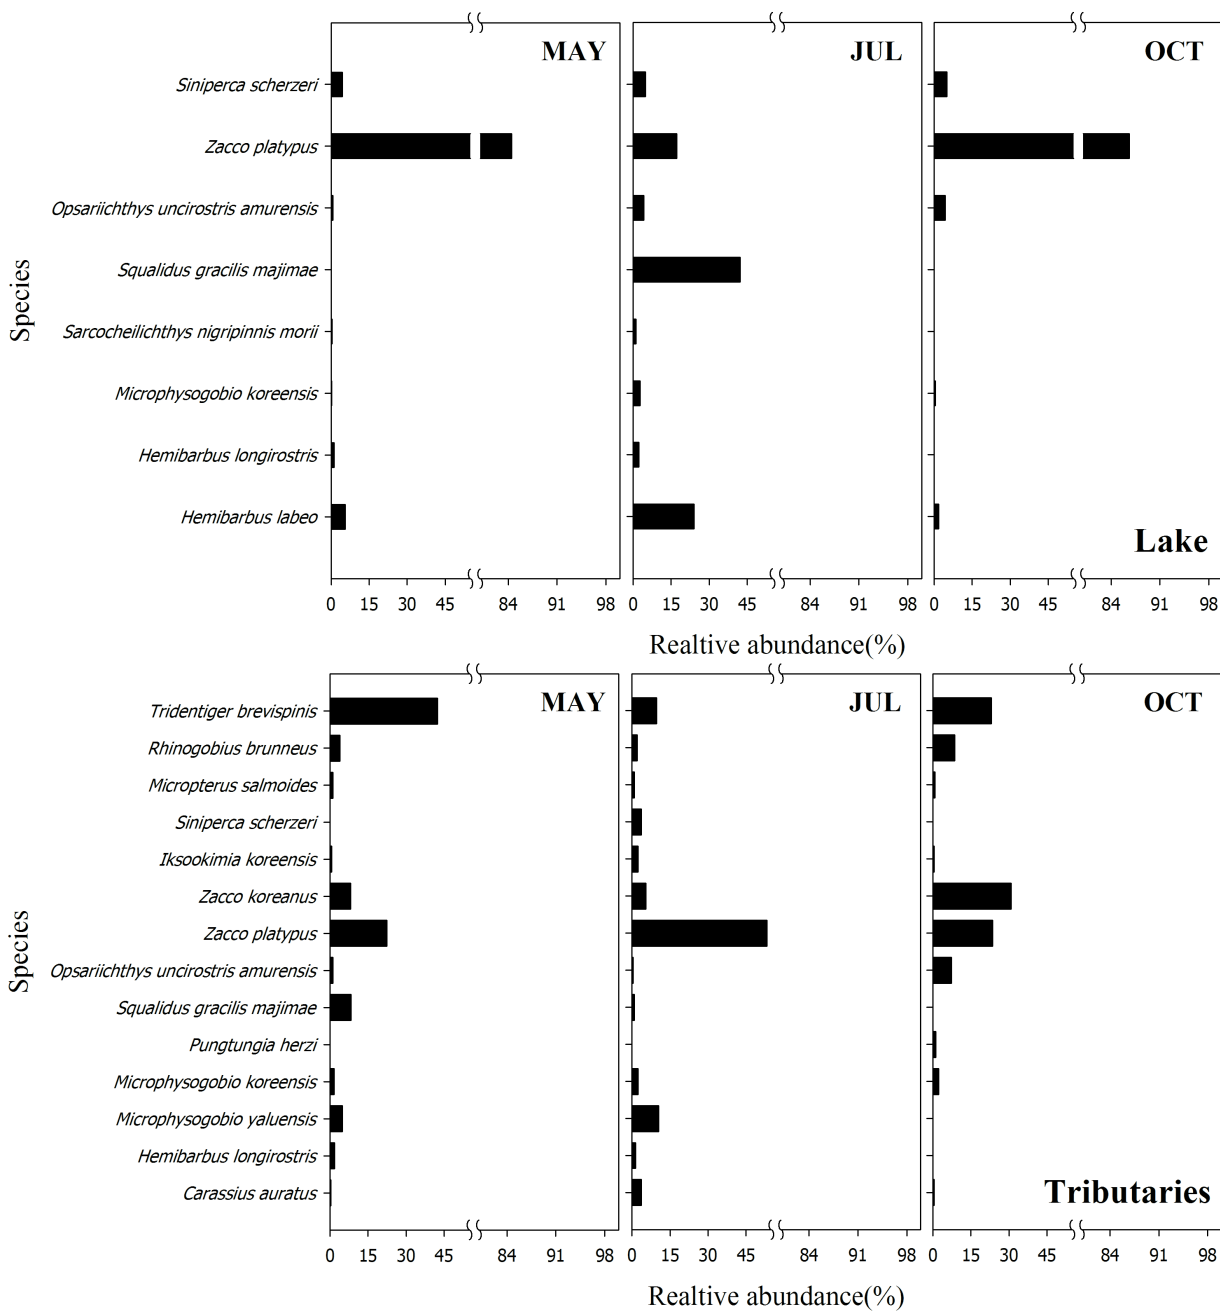 MAY JUL OCT
Siniperca scherzeri
Zacco platypus
Opsariichthys uncirostris amurensis
Squalidus gracilis majimae
Sarcocheilichthys nigripinnis morii
Microphysogobio koreensis
Hemibarbus longirostris
Hemibarbus labeo
Species
Lake
0 15 30 45 84 91 98 0 15 30 45 84 91 98 0 15 30 45 84 91 98
Realtive abundance(%)
MAY JUL OCT
Tridentiger brevispinis
Rhinogobius brunneus
Micropterus salmoides
Siniperca scherzeri
Iksookimia koreensis
Zacco koreanus
Zacco platypus
Opsariichthys uncirostris amurensis
Squalidus gracilis majimae
Pungtungia herzi
Microphysogobio koreensis
Microphysogobio yaluensis
Hemibarbus longirostris
Carassius auratus
Species
Tributaries
0 15 30 45 84 91 98 0 15 30 45 84 91 98 0 15 30 45 84 91 98
Realtive abundance(%)